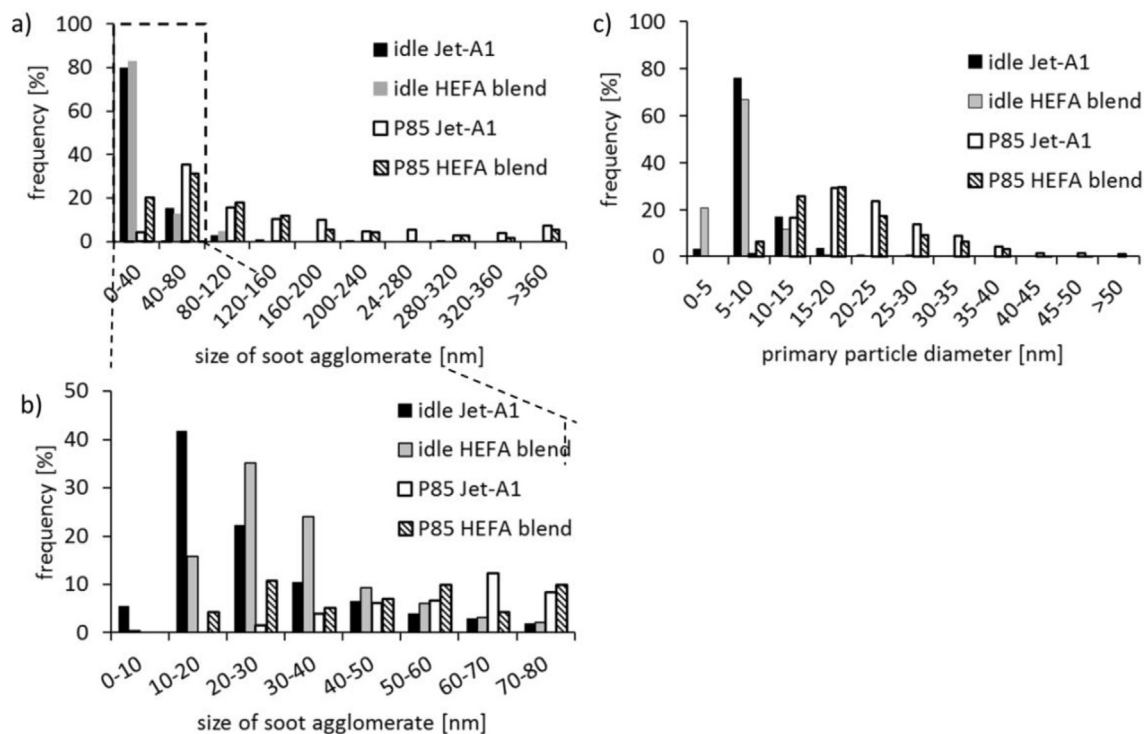 a)
100
80
60
40
20
0
frequency [%]
idle Jet-A1
idle HEFA blend
P85 Jet-A1
P85 HEFA blend
0-40
40-80
80-120
120-160
160-200
200-240
24-280
280-320
320-360
>360
size of soot agglomerate [nm]
b)
50
40
30
20
10
0
frequency [%]
idle Jet-A1
idle HEFA blend
P85 Jet-A1
P85 HEFA blend
0-10
10-20
20-30
30-40
40-50
50-60
60-70
70-80
size of soot agglomerate [nm]
c)
100
80
60
40
20
0
frequency [%]
idle Jet-A1
idle HEFA blend
P85 Jet-A1
P85 HEFA blend
0-5
5-10
10-15
15-20
20-25
25-30
30-35
35-40
40-45
45-50
>50
primary particle diameter [nm]